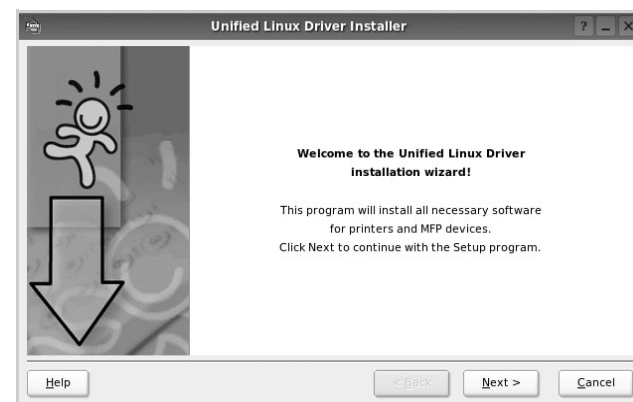 Unified Linux Driver Installer
Welcome to the Unified Linux Driver
installation wizard!
This program will install all necessary software
for printers and MFP devices.
Click Next to continue with the Setup program.
Help
< Back
Next >
Cancel